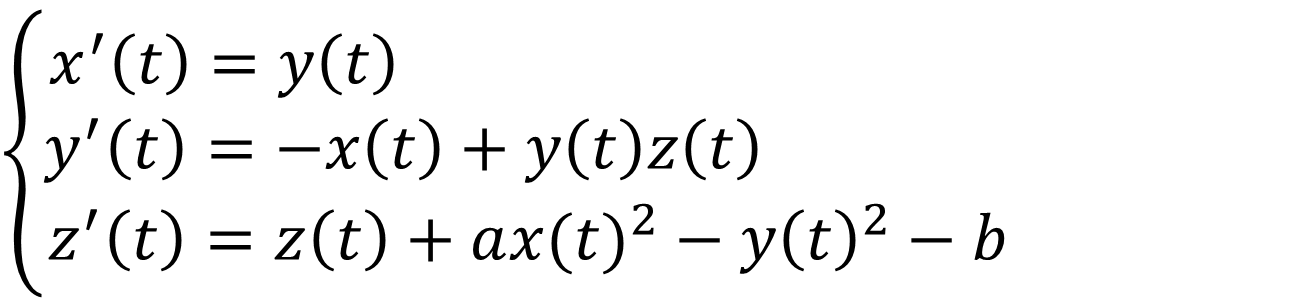 x′(t) = y(t)
y′(t) = −x(t) + y(t)z(t)
z′(t) = z(t) + ax(t)² − y(t)² − b